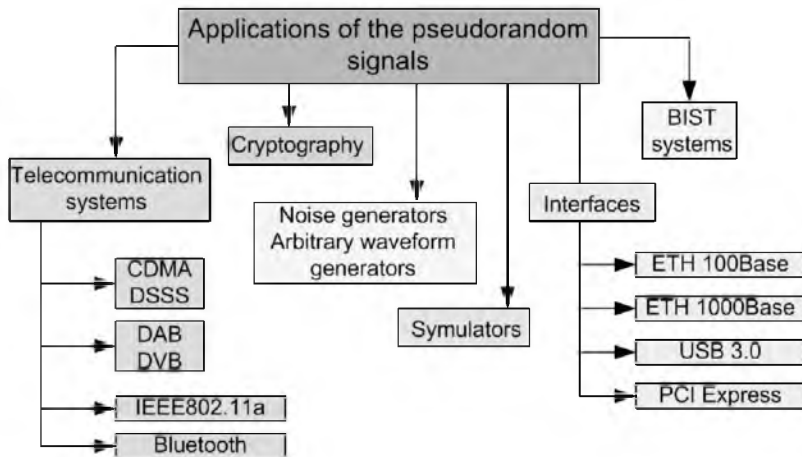 Applications of the pseudorandom
signals
Telecommunication
systems
CDMA
DSSS
DAB
DVB
IEEE802.11a
Bluetooth
Cryptography
Noise generators
Arbitrary waveform
generators
Symulators
Interfaces
ETH 100Base
ETH 1000Base
USB 3.0
PCI Express
BIST
systems